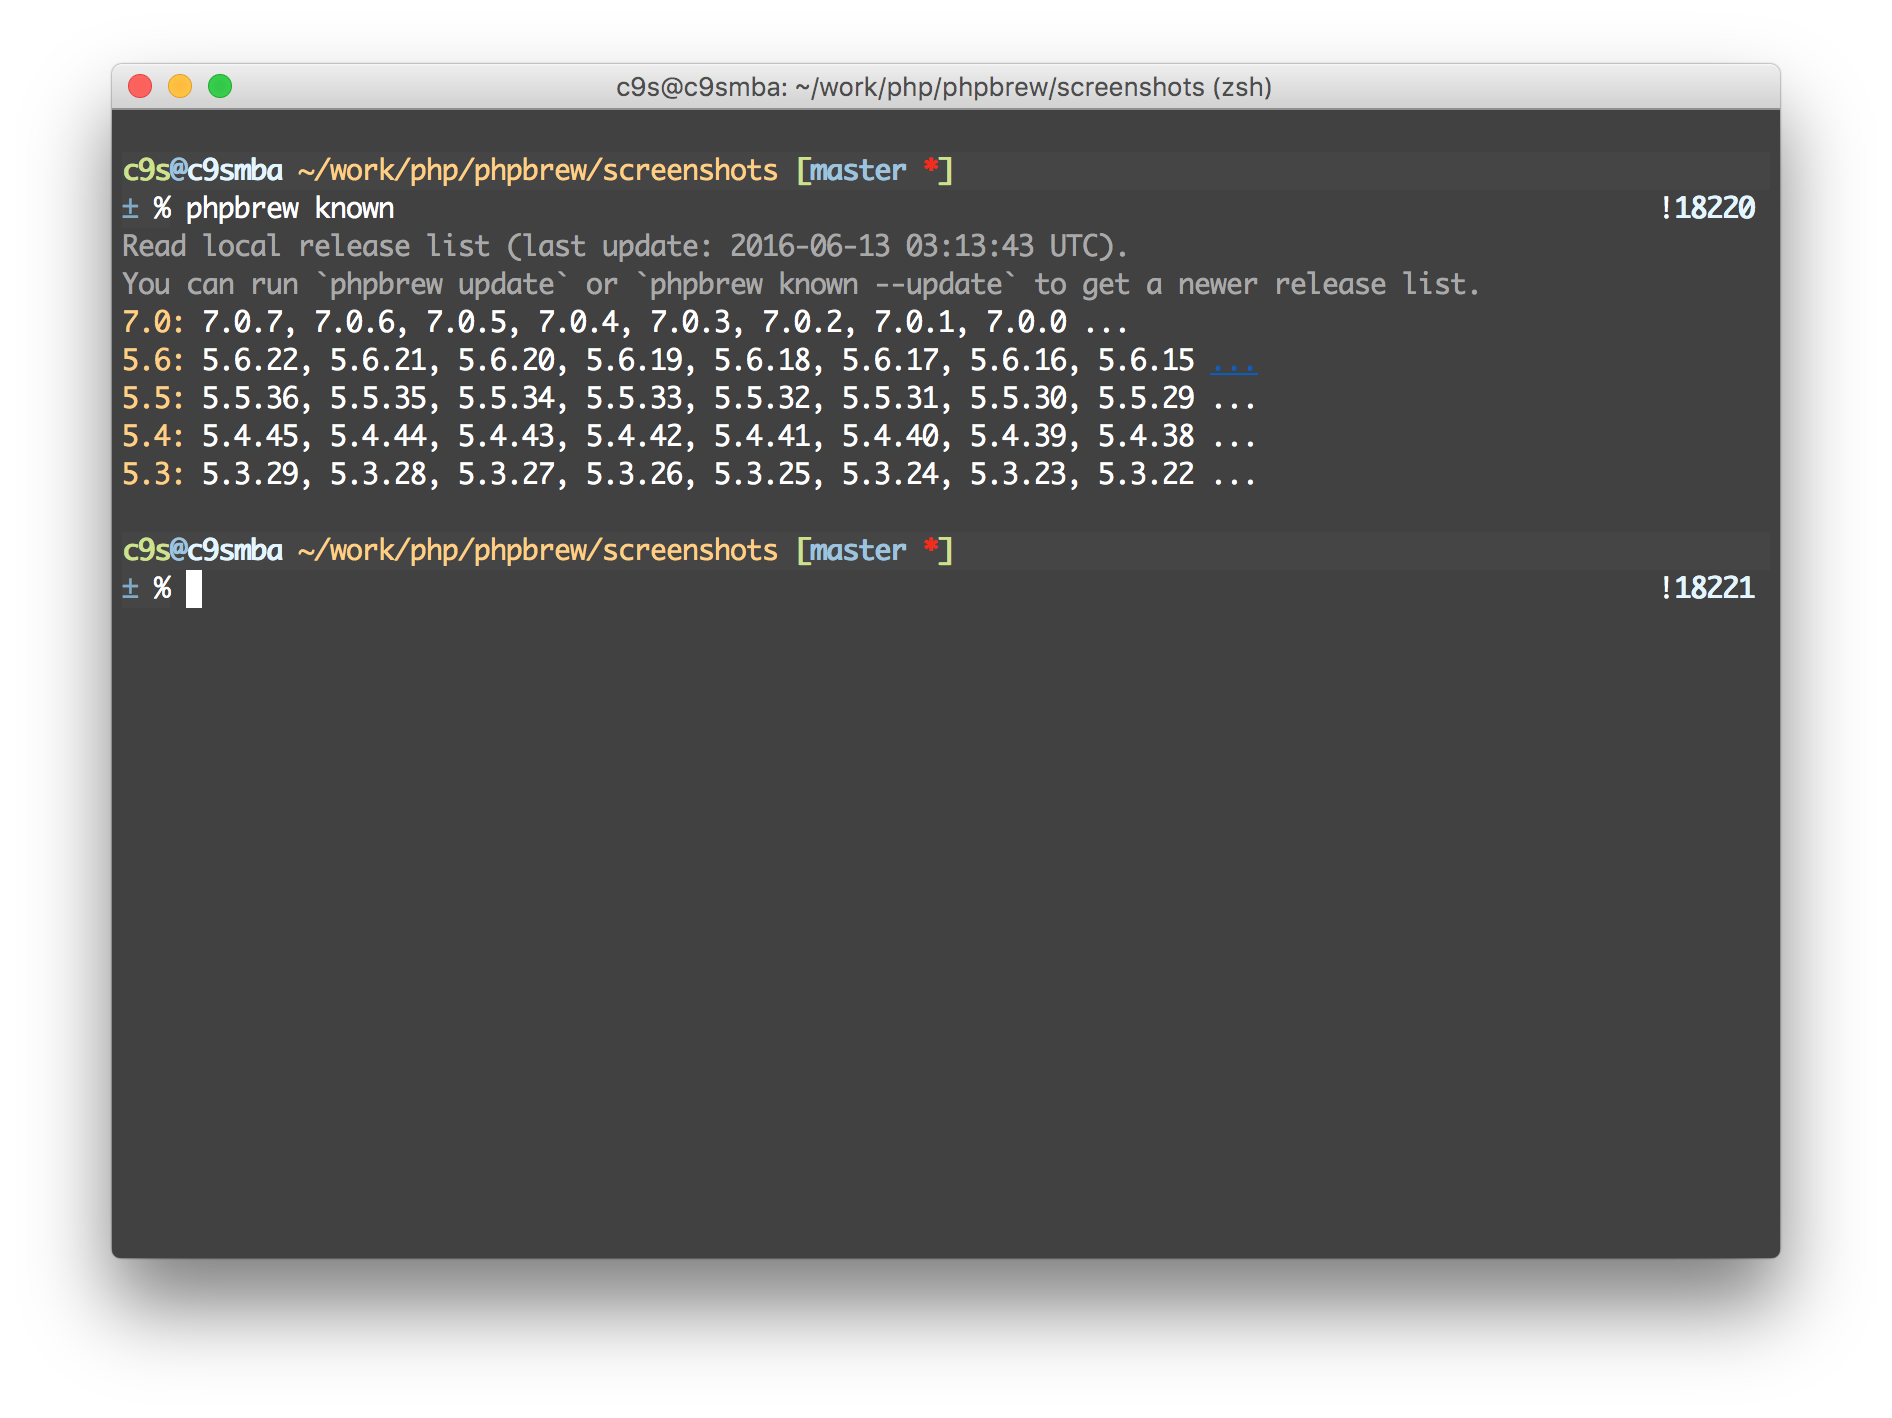 c9s@c9smba: ~/work/php/phpbrew/screenshots (zsh)
c9s@c9smba ~/work/php/phpbrew/screenshots [master *]
± % phpbrew known !18220
Read local release list (last update: 2016-06-13 03:13:43 UTC).
You can run `phpbrew update` or `phpbrew known --update` to get a newer release list.
7.0: 7.0.7, 7.0.6, 7.0.5, 7.0.4, 7.0.3, 7.0.2, 7.0.1, 7.0.0 ...
5.6: 5.6.22, 5.6.21, 5.6.20, 5.6.19, 5.6.18, 5.6.17, 5.6.16, 5.6.15 ...
5.5: 5.5.36, 5.5.35, 5.5.34, 5.5.33, 5.5.32, 5.5.31, 5.5.30, 5.5.29 ...
5.4: 5.4.45, 5.4.44, 5.4.43, 5.4.42, 5.4.41, 5.4.40, 5.4.39, 5.4.38 ...
5.3: 5.3.29, 5.3.28, 5.3.27, 5.3.26, 5.3.25, 5.3.24, 5.3.23, 5.3.22 ...
c9s@c9smba ~/work/php/phpbrew/screenshots [master *]
± % !18221